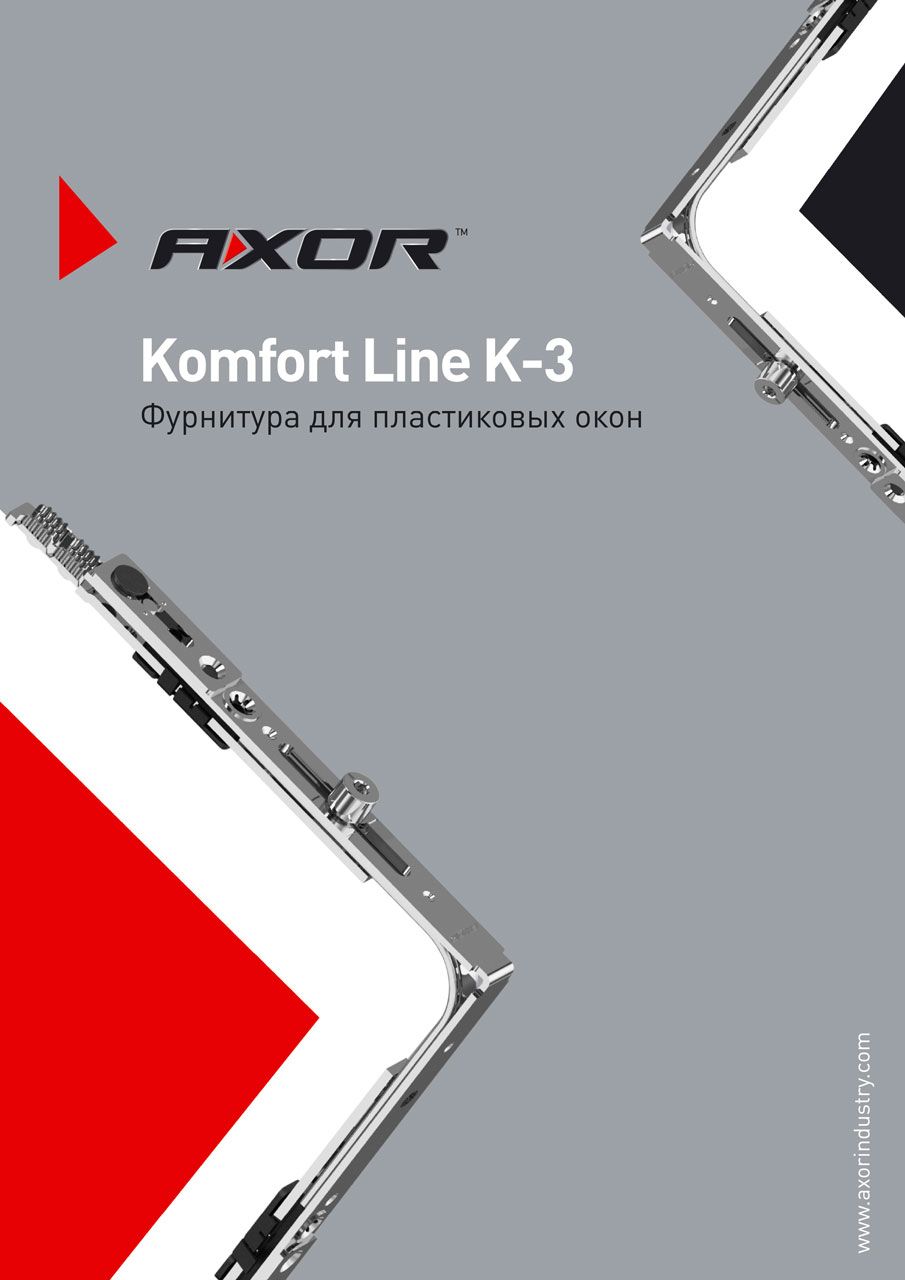 AXOR™
Komfort Line K-3
Фурнитура для пластиковых окон
www.axorindustry.com